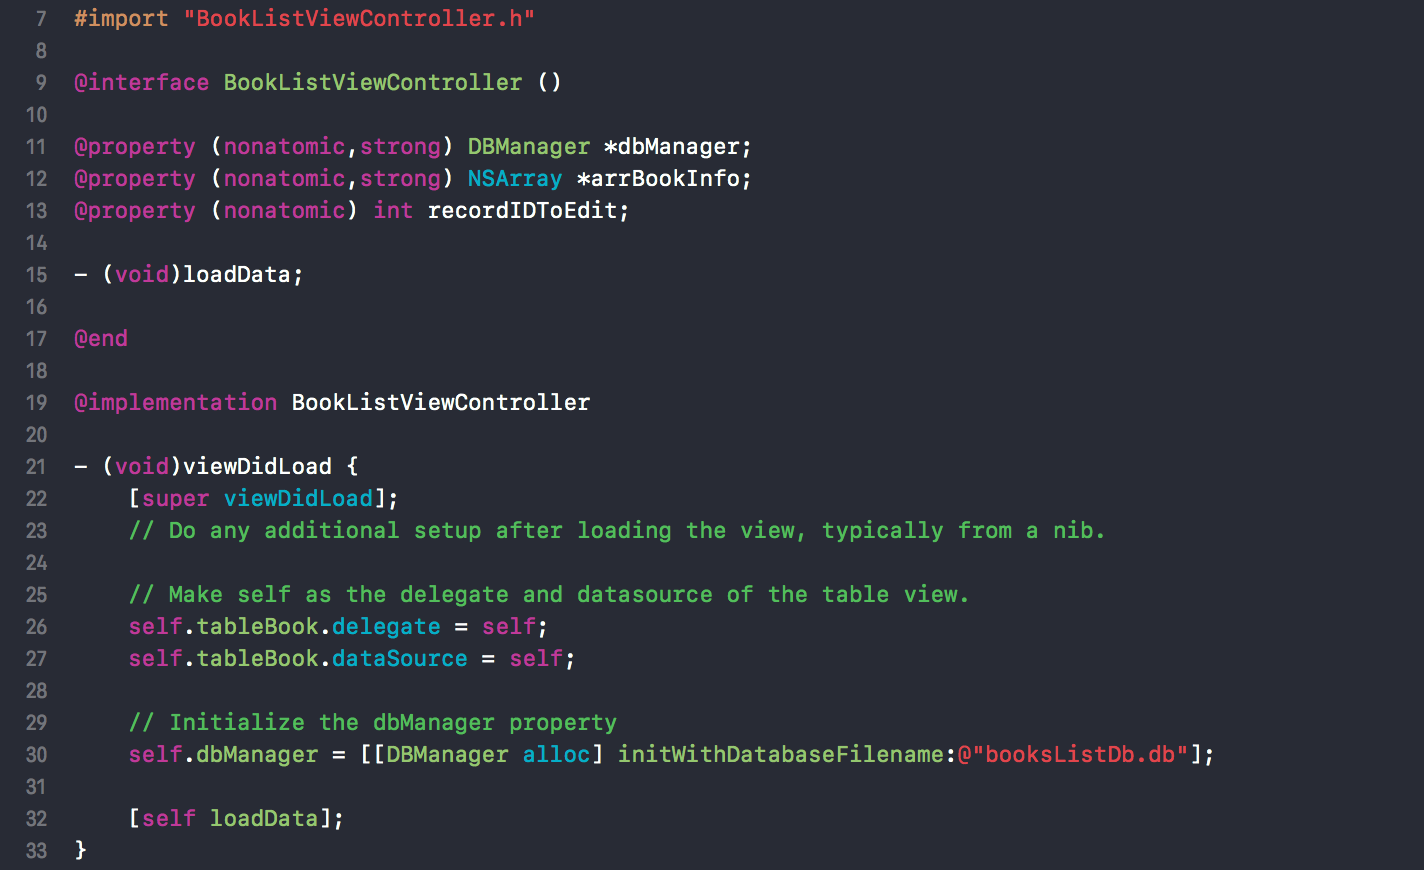 7 #import "BookListViewController.h"
8
9 @interface BookListViewController ()
10
11 @property (nonatomic,strong) DBManager *dbManager;
12 @property (nonatomic,strong) NSArray *arrBookInfo;
13 @property (nonatomic) int recordIDToEdit;
14
15 - (void)loadData;
16
17 @end
18
19 @implementation BookListViewController
20
21 - (void)viewDidLoad {
22     [super viewDidLoad];
23     // Do any additional setup after loading the view, typically from a nib.
24
25     // Make self as the delegate and datasource of the table view.
26     self.tableBook.delegate = self;
27     self.tableBook.dataSource = self;
28
29     // Initialize the dbManager property
30     self.dbManager = [[DBManager alloc] initWithDatabaseFilename:@"booksListDb.db"];
31
32     [self loadData];
33 }